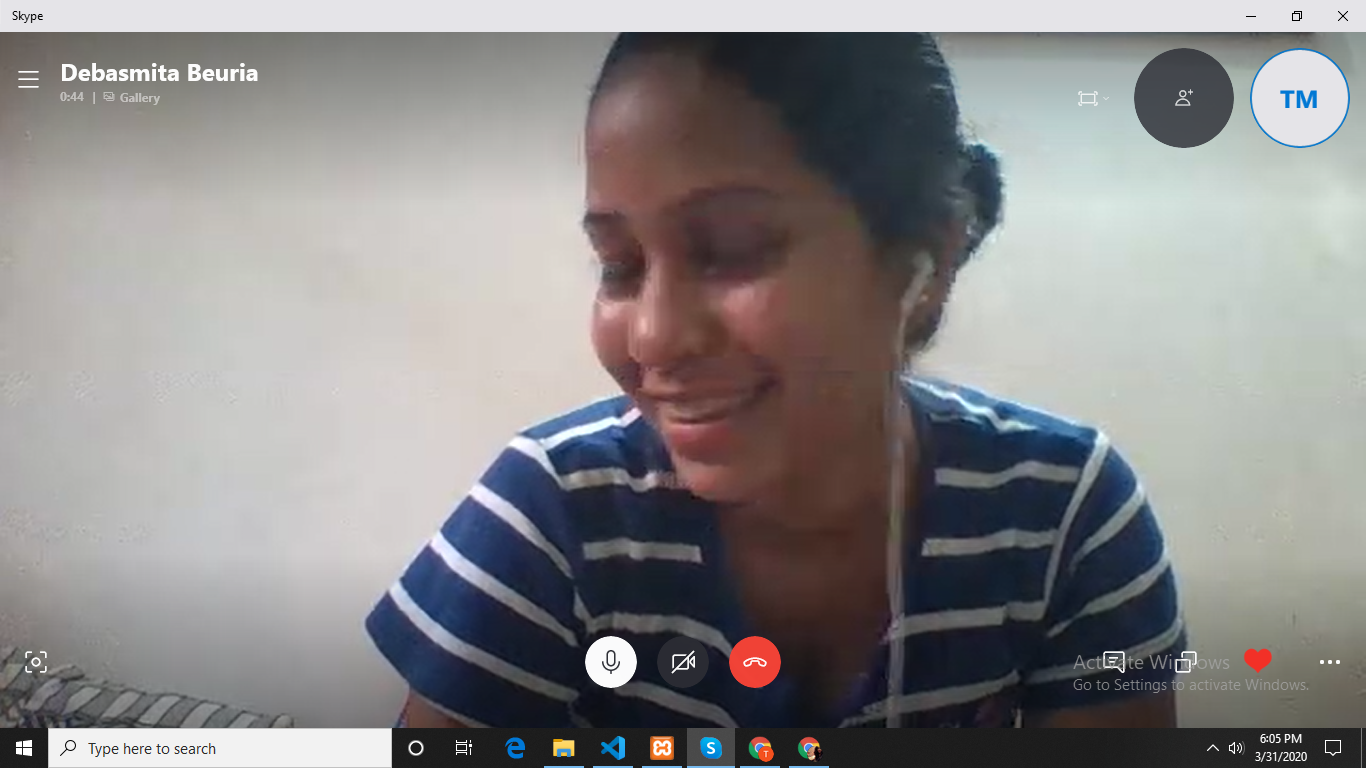 Skype
Debasmita Beuria
0:44 | Gallery
TM
Activate Windows
Go to Settings to activate Windows.
Type here to search
T
6:05 PM
3/31/2020